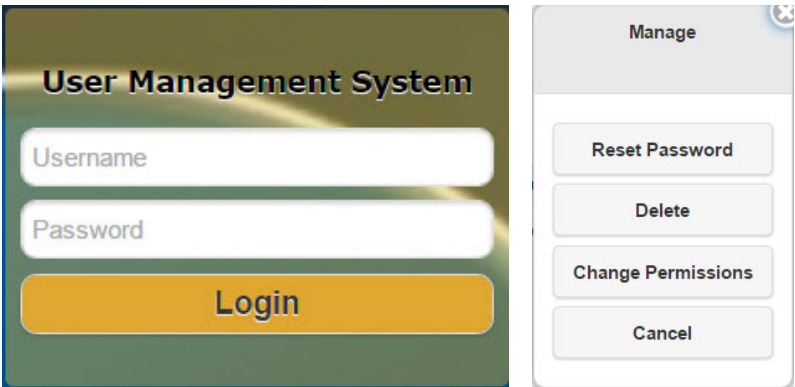 User Management System
Username
Password
Login
Manage
Reset Password
Delete
Change Permissions
Cancel